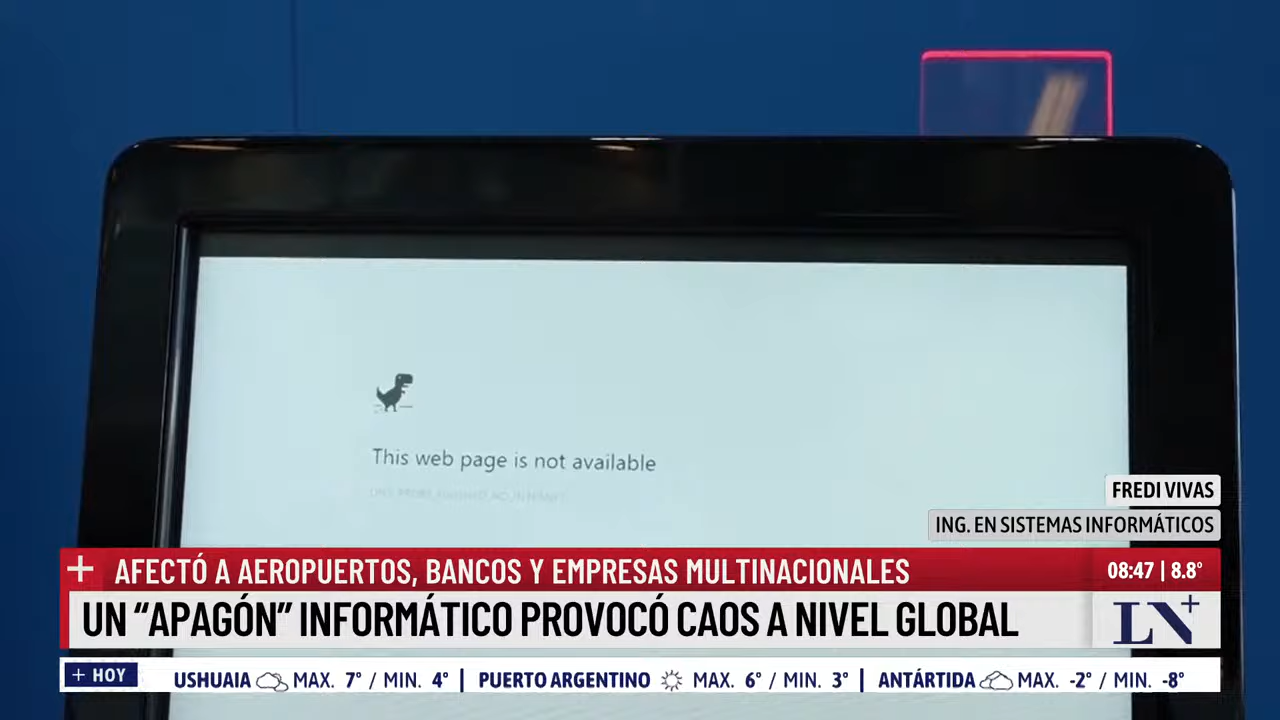 This web page is not available
FREDI VIVAS
ING. EN SISTEMAS INFORMÁTICOS
AFECTÓ A AEROPUERTOS, BANCOS Y EMPRESAS MULTINACIONALES
08:47 | 8.8°
UN “APAGÓN” INFORMÁTICO PROVOCÓ CAOS A NIVEL GLOBAL
LN+
+ HOY
USHUAIA MAX. 7° / MIN. 4° | PUERTO ARGENTINO MAX. 6° / MIN. 3° | ANTÁRTIDA MAX. -2° / MIN. -8°